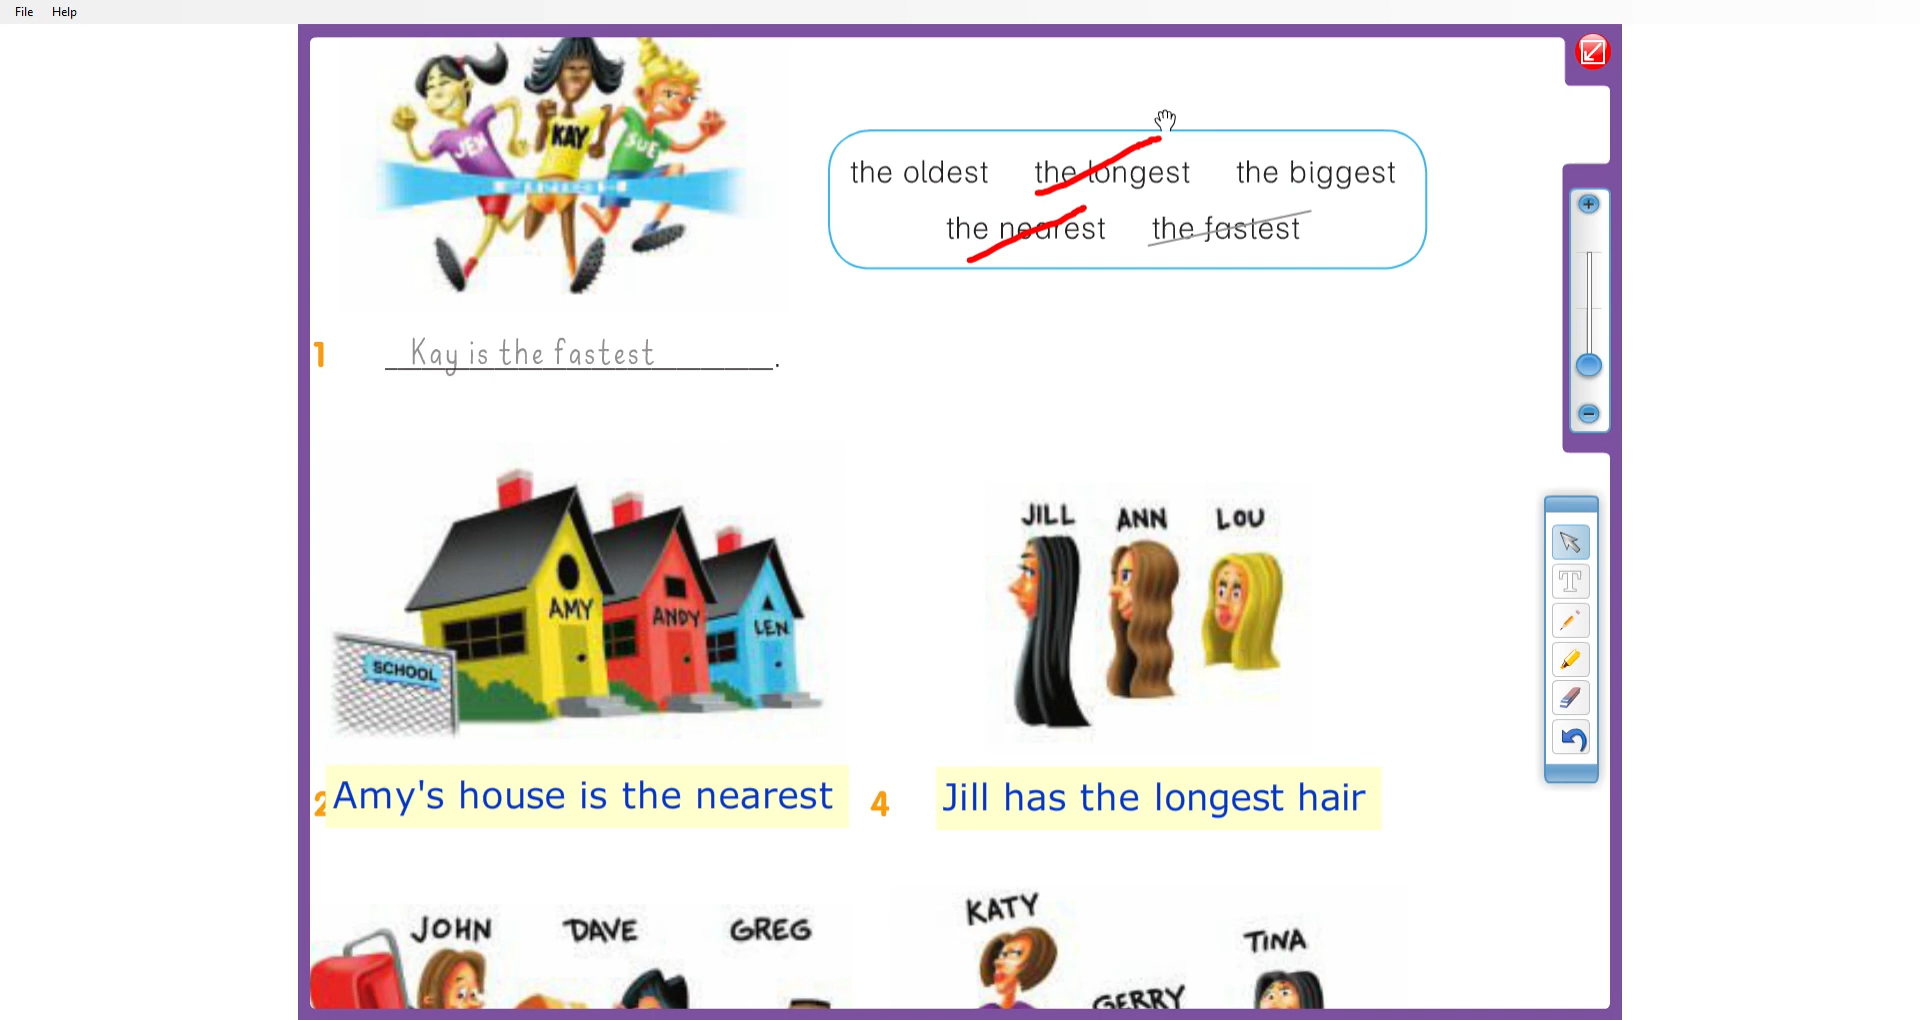 File Help
JEN KAY SUE
the oldest the longest the biggest
the nearest the fastest
1 Kay is the fastest.
JILL ANN LOU
AMY ANDY LEN
SCHOOL
2 Amy's house is the nearest
4 Jill has the longest hair
JOHN DAVE GREG
KATY
TINA
GERRY